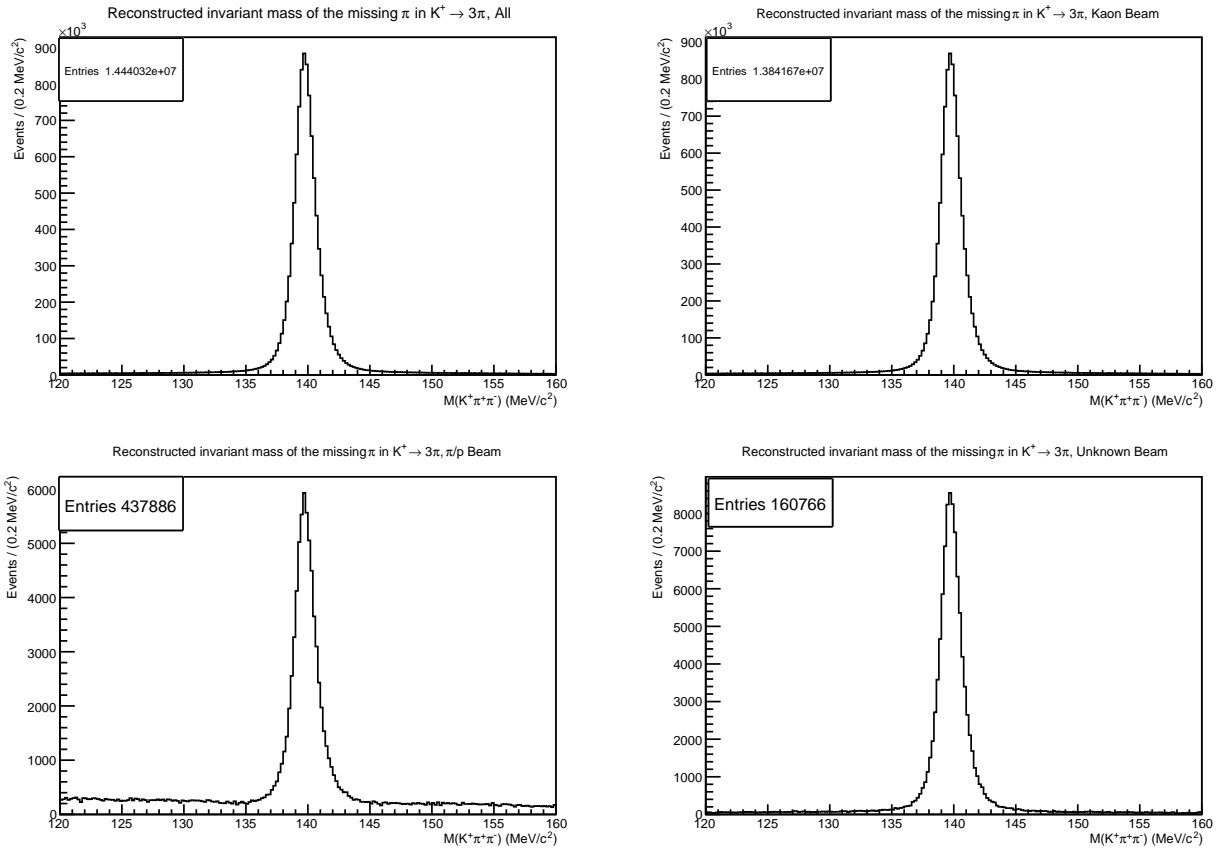 Reconstructed invariant mass of the missing π in K⁺ → 3π, All
×10³
Entries 1.444032e+07
Events / (0.2 MeV/c²)
900
800
700
600
500
400
300
200
100
0
120 125 130 135 140 145 150 155 160
M(K⁺π⁺π⁻) (MeV/c²)
Reconstructed invariant mass of the missing π in K⁺ → 3π, Kaon Beam
×10³
Entries 1.384167e+07
Events / (0.2 MeV/c²)
900
800
700
600
500
400
300
200
100
0
120 125 130 135 140 145 150 155 160
M(K⁺π⁺π⁻) (MeV/c²)
Reconstructed invariant mass of the missing π in K⁺ → 3π, π/p Beam
Entries 437886
Events / (0.2 MeV/c²)
6000
5000
4000
3000
2000
1000
0
120 125 130 135 140 145 150 155 160
M(K⁺π⁺π⁻) (MeV/c²)
Reconstructed invariant mass of the missing π in K⁺ → 3π, Unknown Beam
Entries 160766
Events / (0.2 MeV/c²)
8000
7000
6000
5000
4000
3000
2000
1000
0
120 125 130 135 140 145 150 155 160
M(K⁺π⁺π⁻) (MeV/c²)